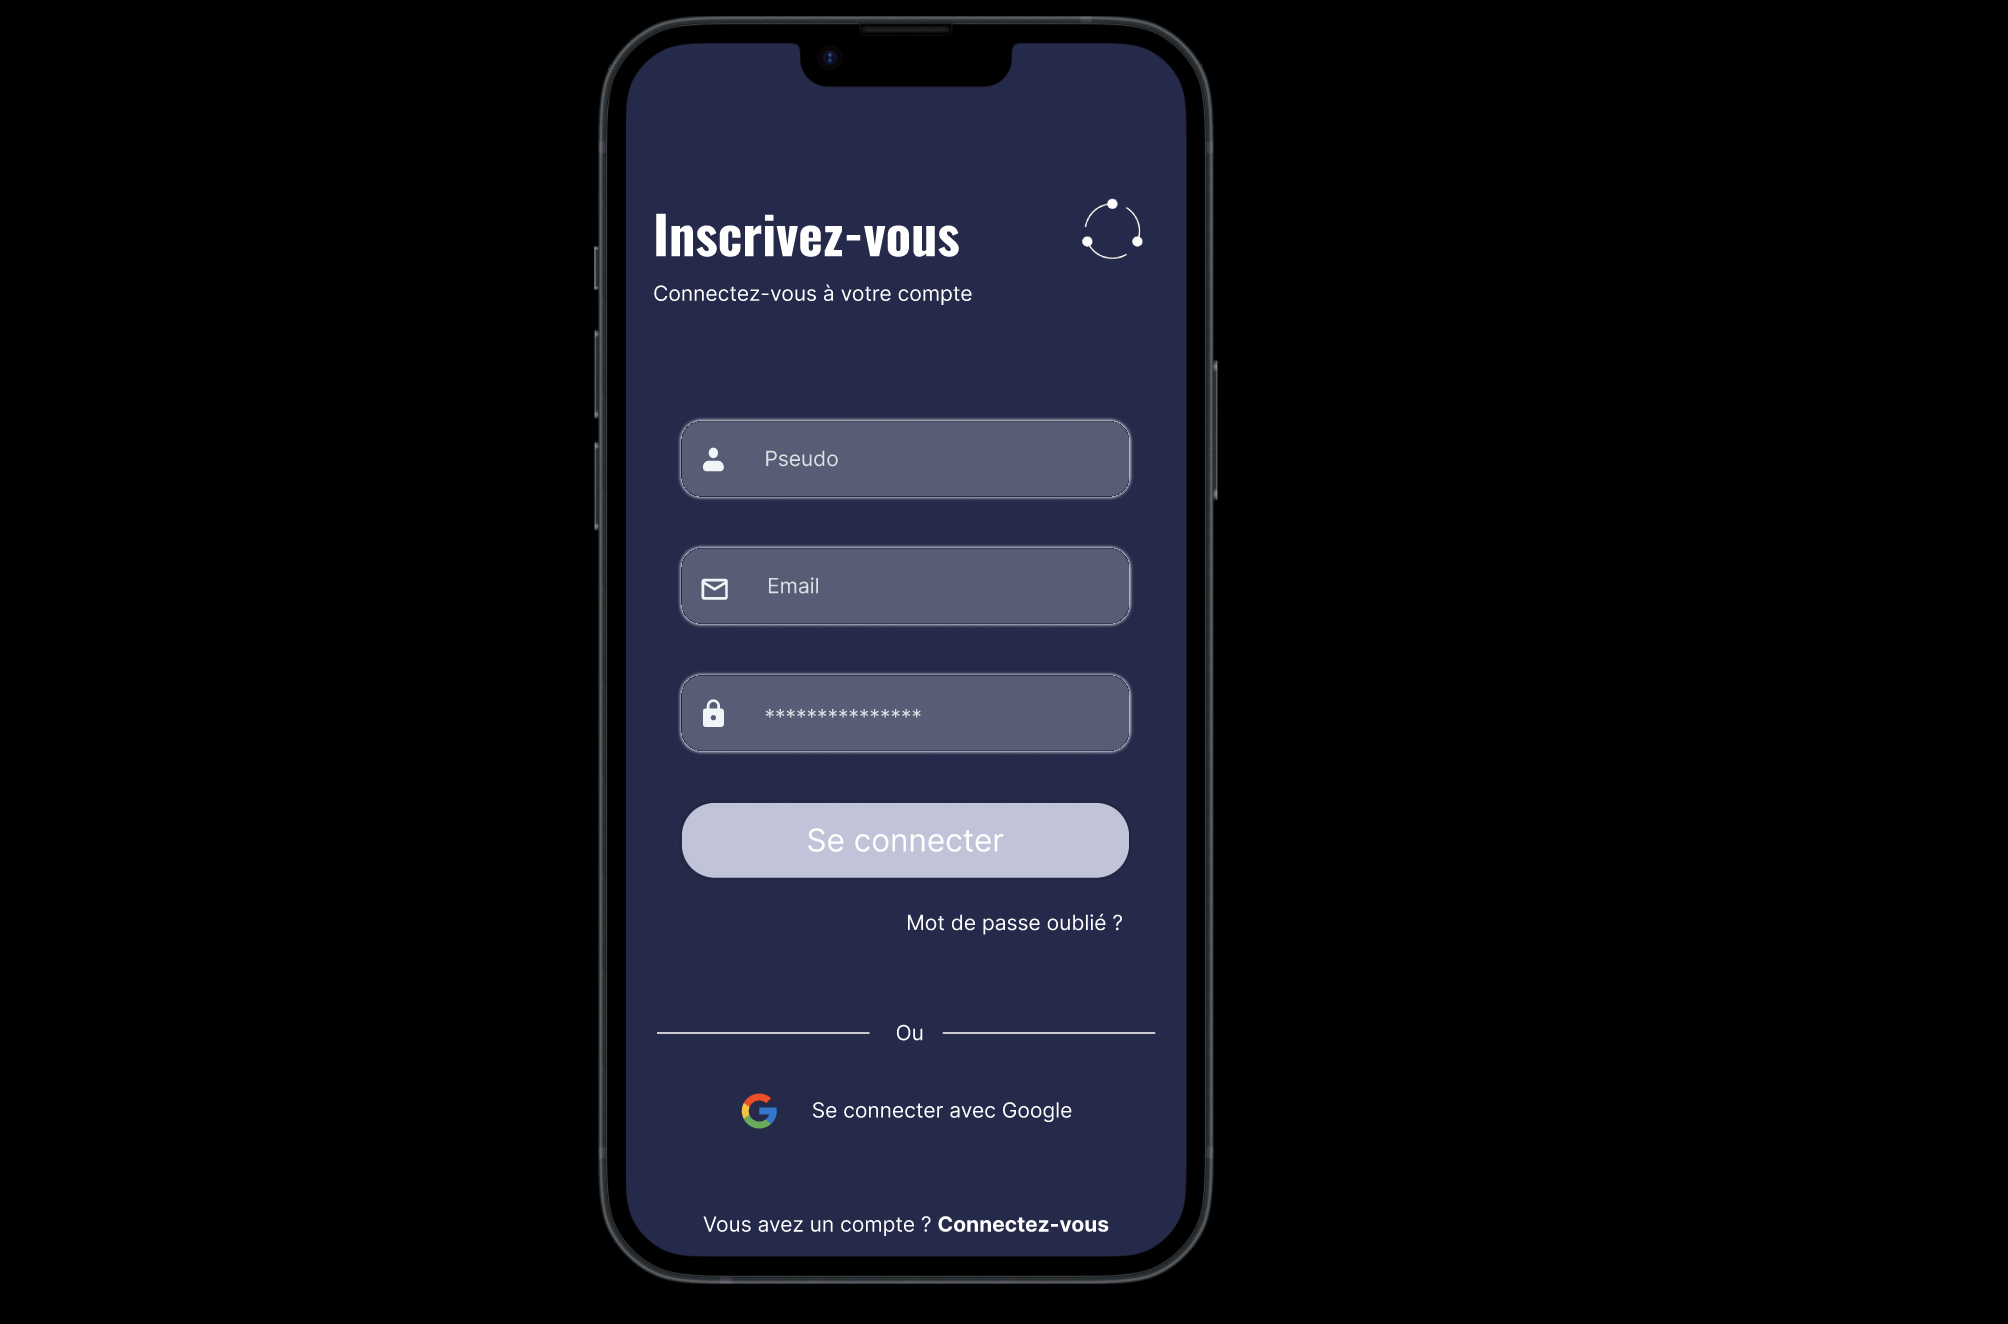 Inscrivez-vous
Connectez-vous à votre compte
Pseudo
Email
***************
Se connecter
Mot de passe oublié ?
Ou
Se connecter avec Google
Vous avez un compte ? Connectez-vous